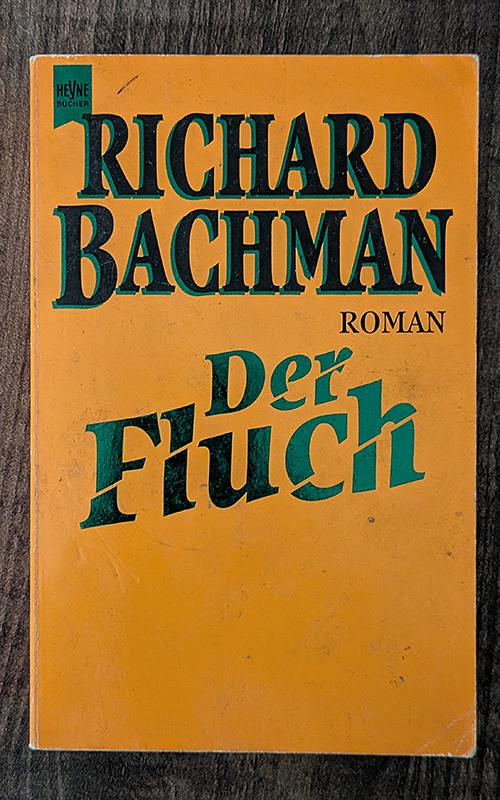 HEYNE
BÜCHER
RICHARD
BACHMAN
ROMAN
Der
Fluch